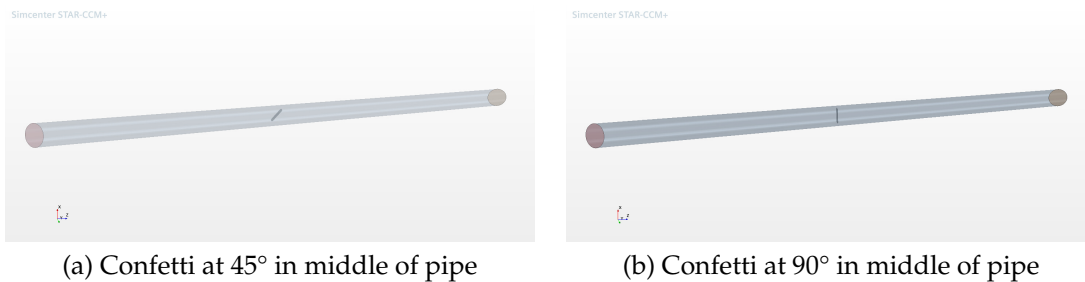 Simcenter STAR-CCM+
Simcenter STAR-CCM+
X
Z
X
Z
(a) Confetti at 45° in middle of pipe
(b) Confetti at 90° in middle of pipe